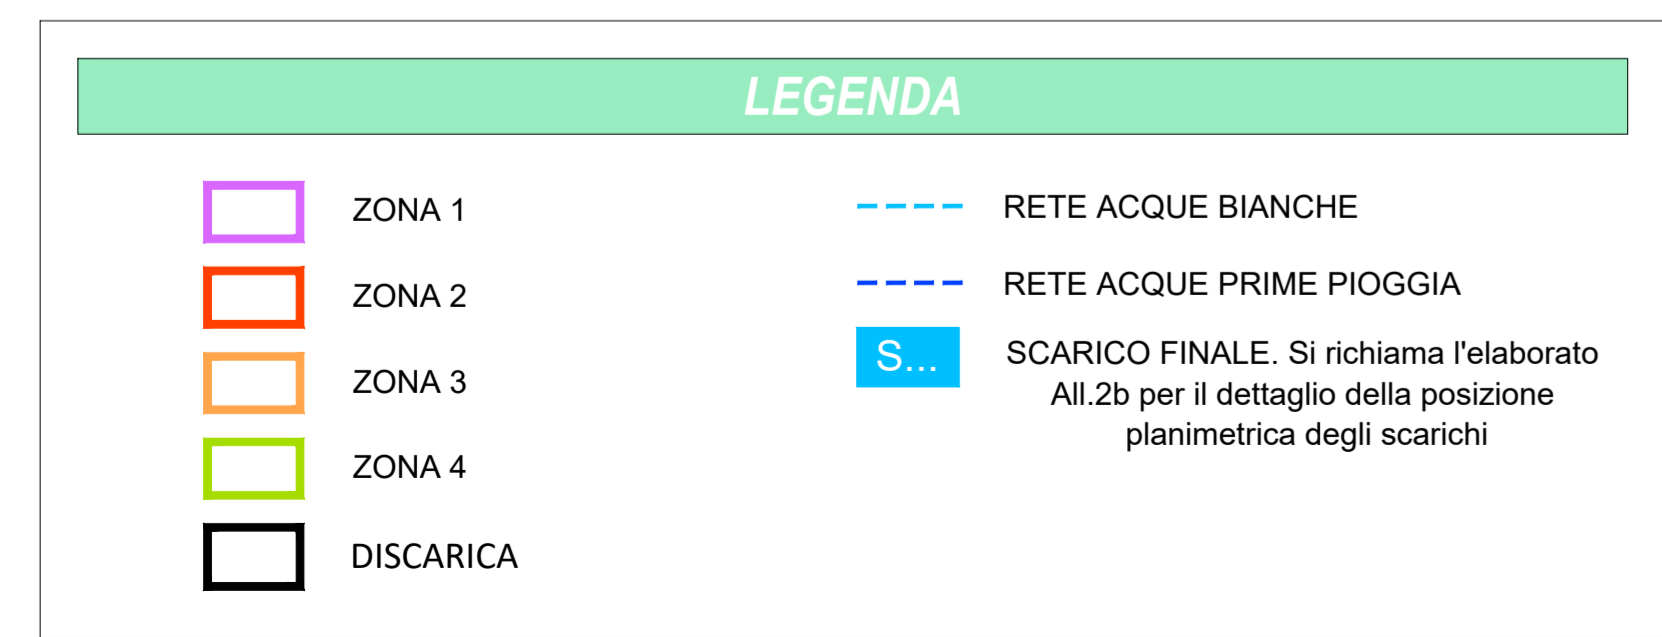 LEGENDA
ZONA 1
ZONA 2
ZONA 3
ZONA 4
DISCARICA
RETE ACQUE BIANCHE
RETE ACQUE PRIME PIOGGIA
S...
SCARICO FINALE. Si richiama l'elaborato
All.2b per il dettaglio della posizione
planimetrica degli scarichi